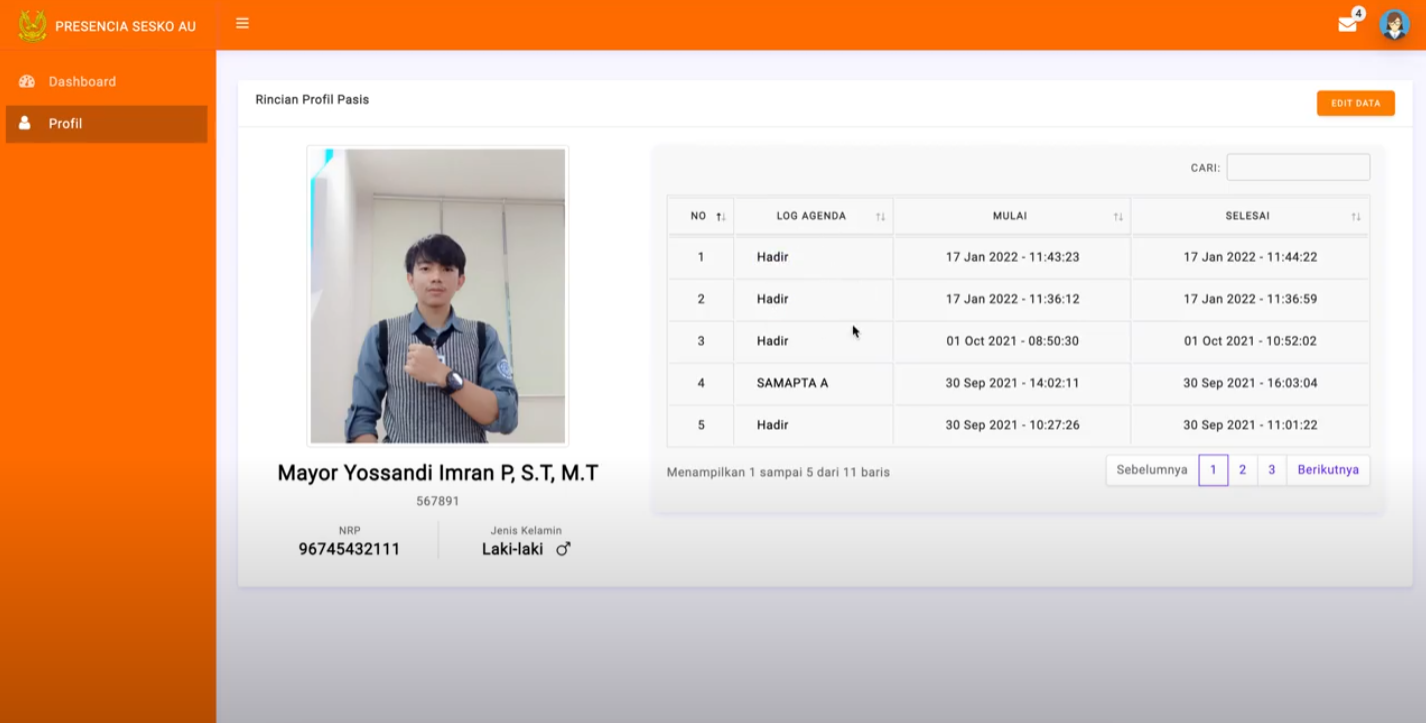 PRESENCIA SESKO AU
4
Dashboard
Profil
Rincian Profil Pasis
EDIT DATA
CARI:
NO LOG AGENDA MULAI SELESAI
1 Hadir 17 Jan 2022 - 11:43:23 17 Jan 2022 - 11:44:22
2 Hadir 17 Jan 2022 - 11:36:12 17 Jan 2022 - 11:36:59
3 Hadir 01 Oct 2021 - 08:50:30 01 Oct 2021 - 10:52:02
4 SAMAPTA A 30 Sep 2021 - 14:02:11 30 Sep 2021 - 16:03:04
5 Hadir 30 Sep 2021 - 10:27:26 30 Sep 2021 - 11:01:22
Menampilkan 1 sampai 5 dari 11 baris
Sebelumnya 1 2 3 Berikutnya
Mayor Yossandi Imran P, S.T, M.T
567891
NRP Jenis Kelamin
96745432111 Laki-laki